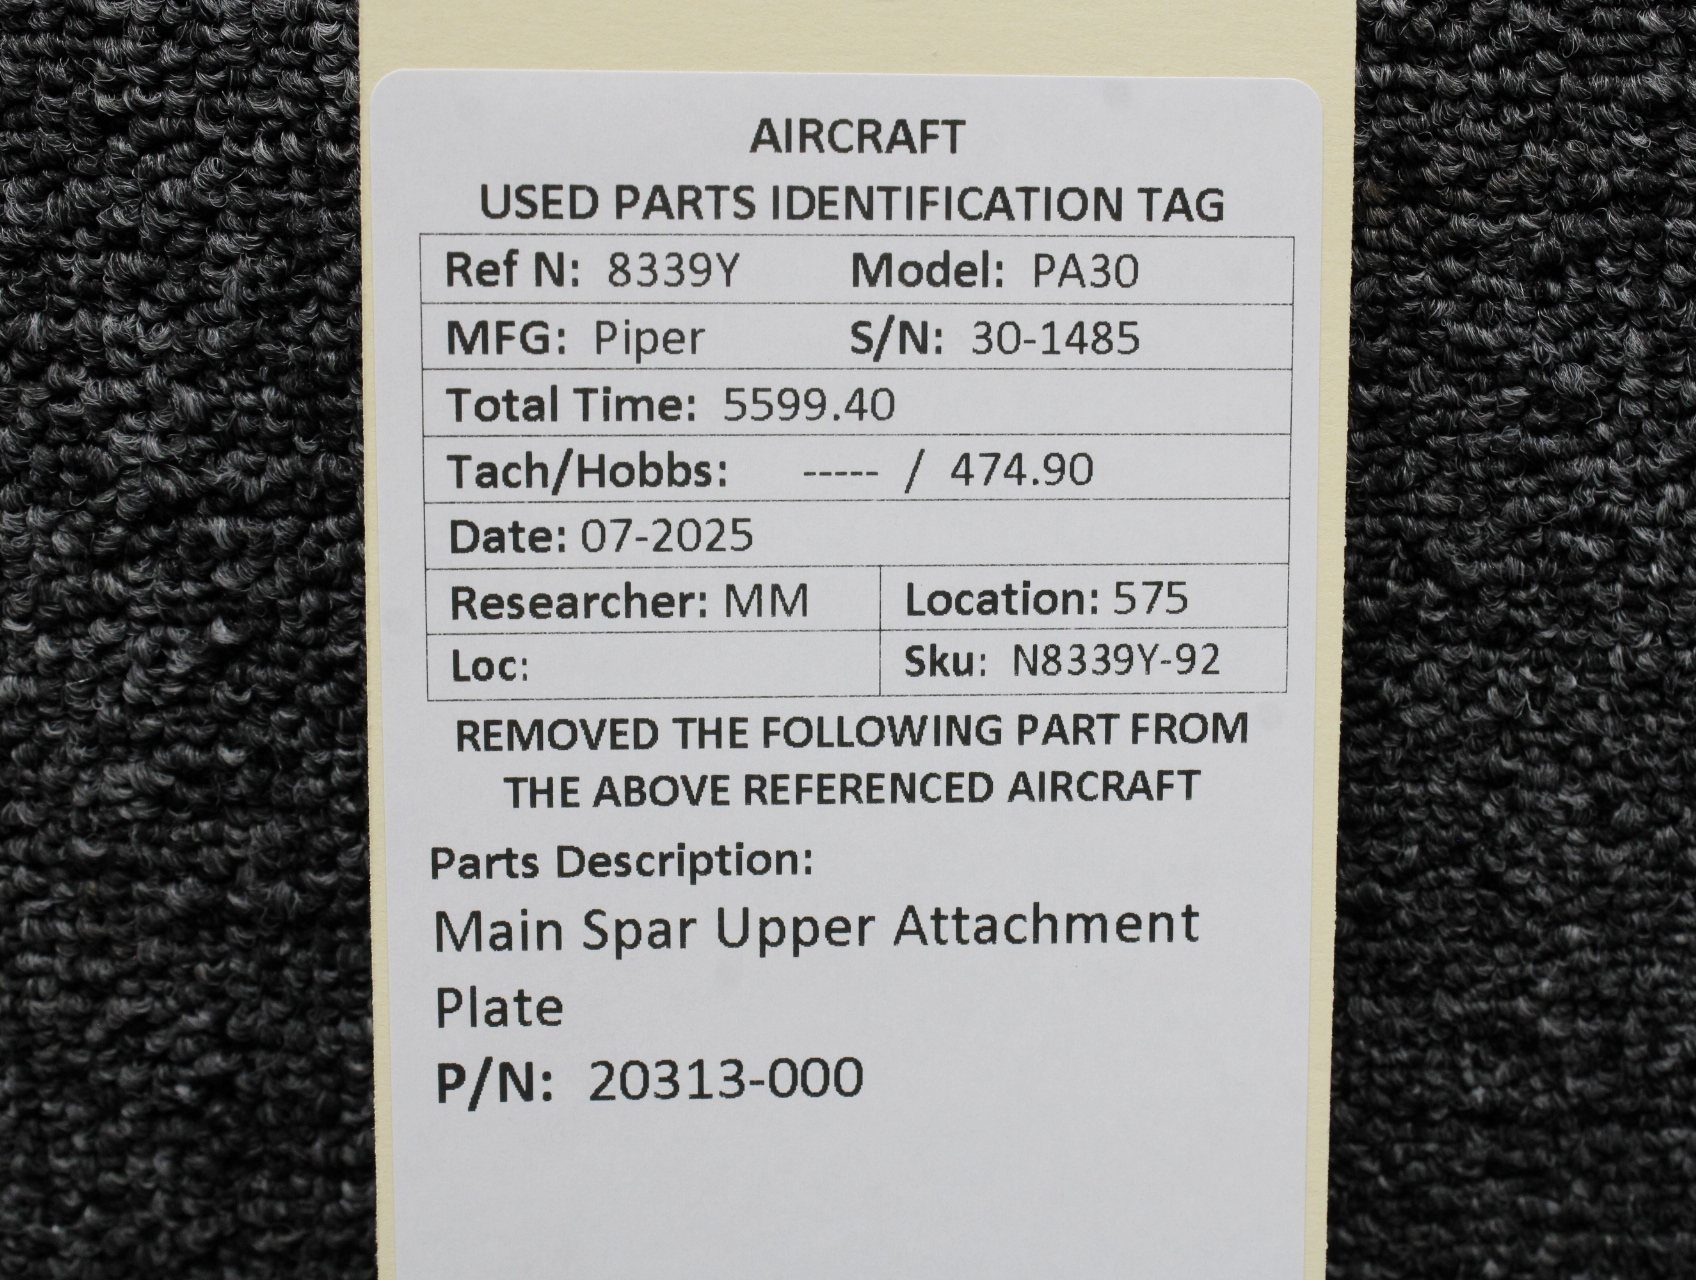 AIRCRAFT
USED PARTS IDENTIFICATION TAG
Ref N: 8339Y Model: PA30
MFG: Piper S/N: 30-1485
Total Time: 5599.40
Tach/Hobbs: ----- / 474.90
Date: 07-2025
Researcher: MM Location: 575
Loc: Sku: N8339Y-92
REMOVED THE FOLLOWING PART FROM
THE ABOVE REFERENCED AIRCRAFT
Parts Description:
Main Spar Upper Attachment
Plate
P/N: 20313-000